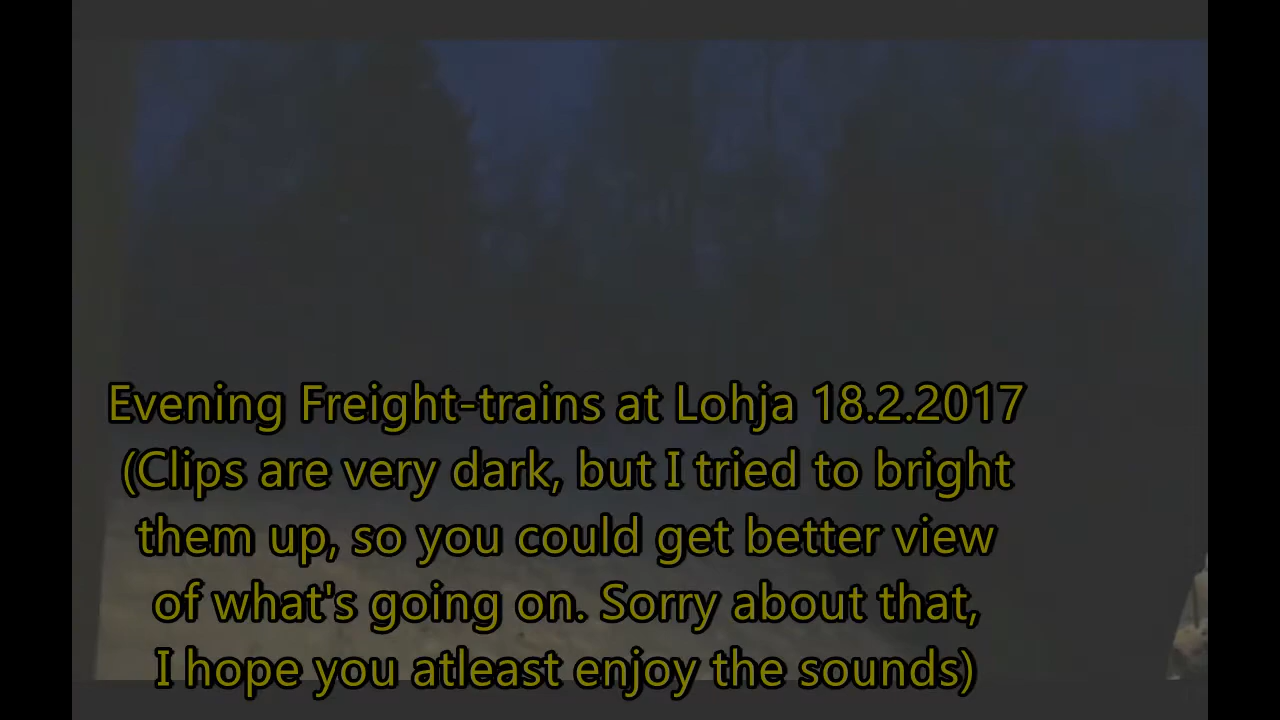 Evening Freight-trains at Lohja 18.2.2017
(Clips are very dark, but I tried to bright
them up, so you could get better view
of what's going on. Sorry about that,
I hope you atleast enjoy the sounds)